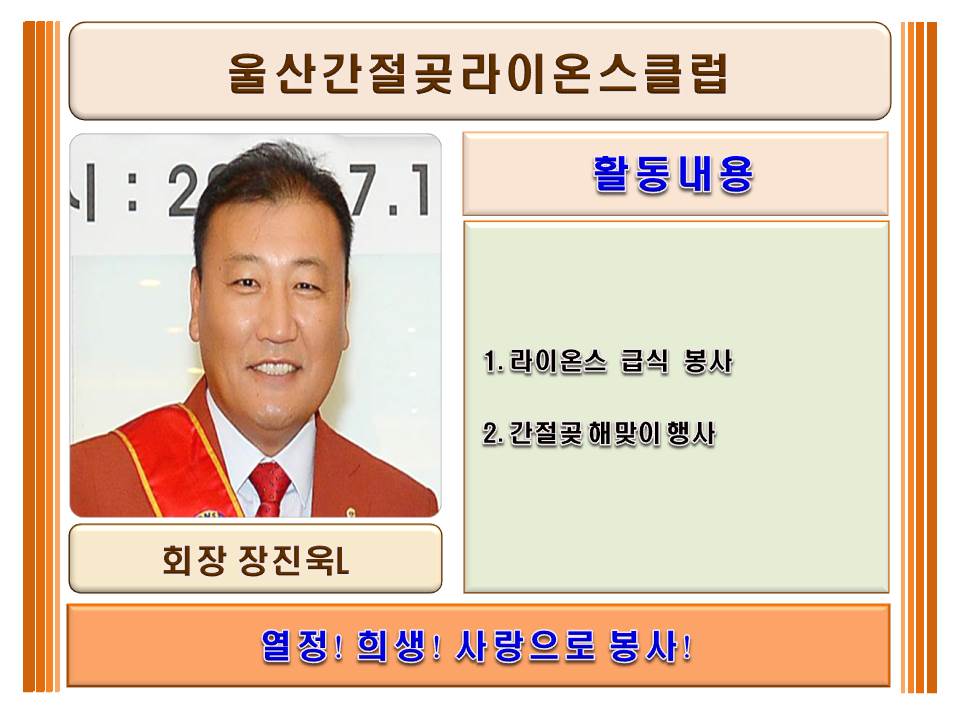 울산간절곶라이온스클럽
시 : 2 7.1
활동내용
1. 라이온스 급식 봉사
2. 간절곶 해맞이 행사
회장 장진욱L
열정! 희생! 사랑으로 봉사!